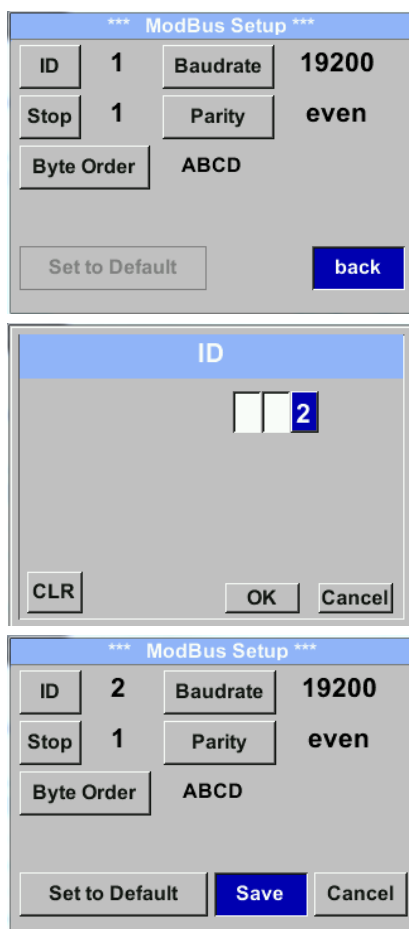 *** ModBus Setup ***
ID 1 Baudrate 19200
Stop 1 Parity even
Byte Order ABCD
Set to Default back
ID
2
CLR OK Cancel
*** ModBus Setup ***
ID 2 Baudrate 19200
Stop 1 Parity even
Byte Order ABCD
Set to Default Save Cancel